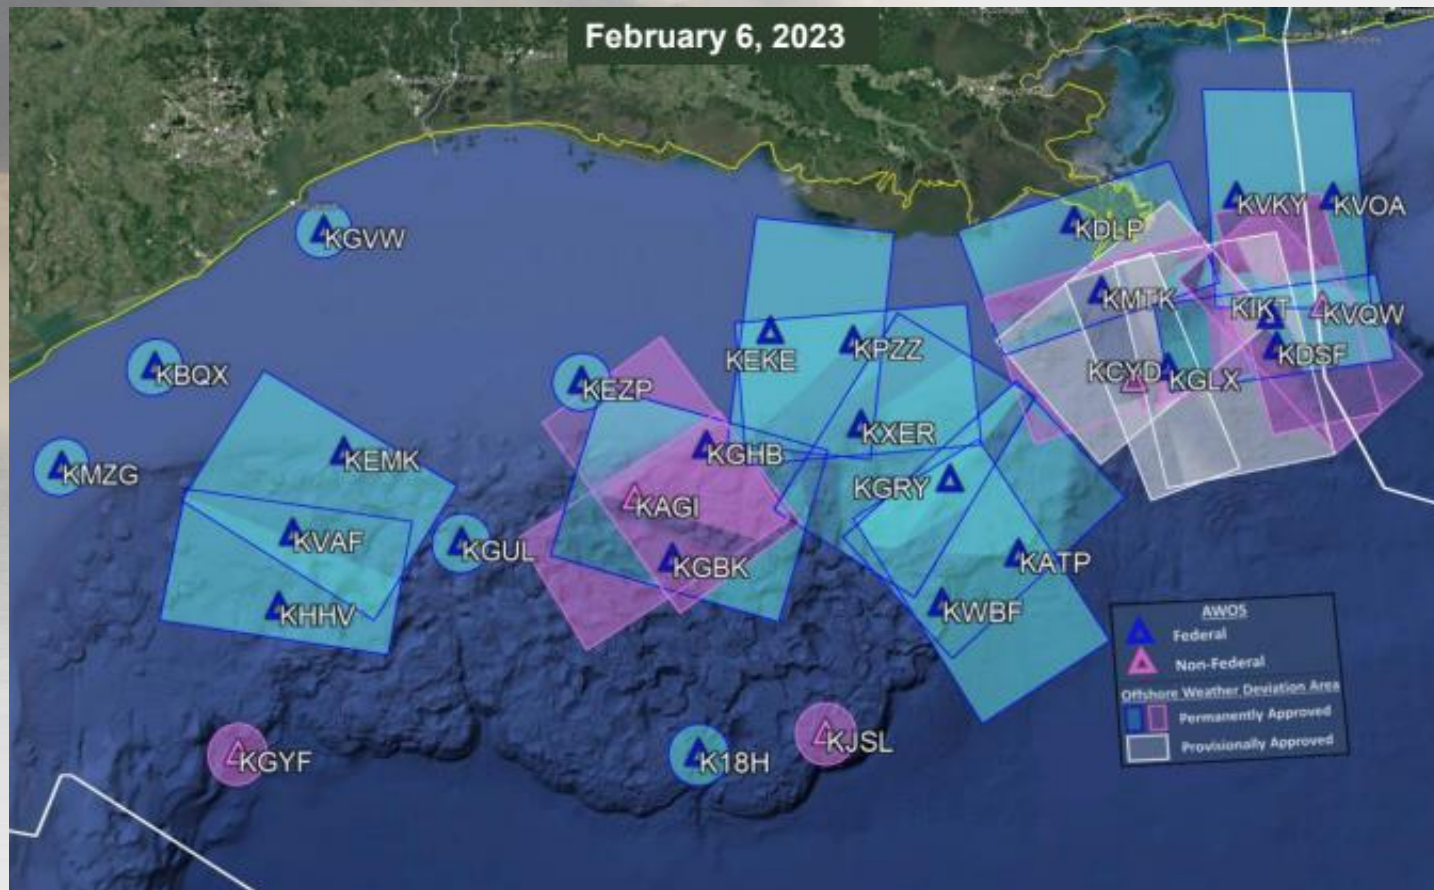 February 6, 2023
KVKY
KVOA
KDLP
KGVW
KMTK
KIKT
KVQW
KEKE
KPZZ
KDSF
KBQX
KEZP
KCYD
KGLX
KXER
KGHB
KEMK
KMZG
KGRY
KAGI
KVAF
KGUL
KGBK
KATP
KHHV
KWBF
KGYF
K18H
KJSL
AWOS
Federal
Non-Federal
Offshore Weather Deviation Area
Permanently Approved
Provisionally Approved